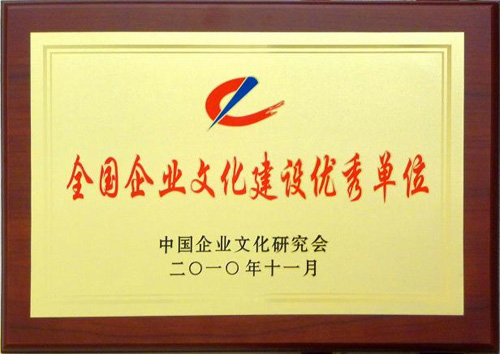 全国企业文化建设优秀单位
中国企业文化研究会
二〇一〇年十一月